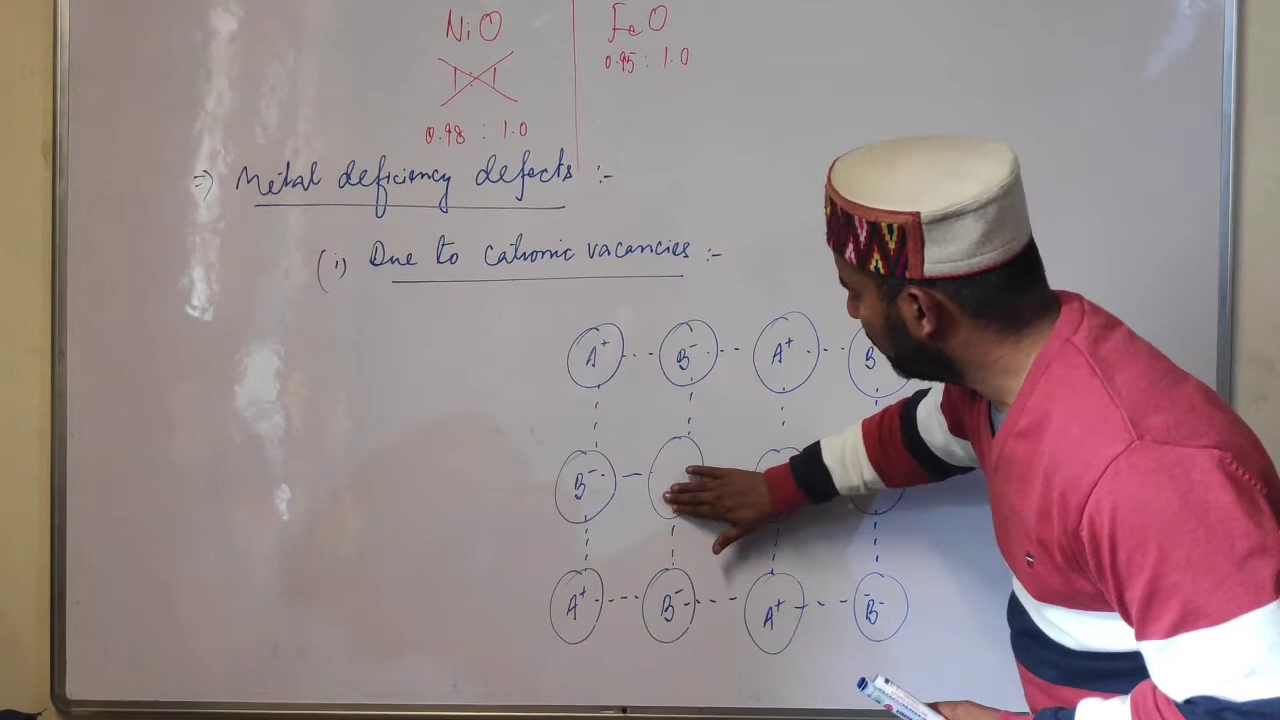 NiO
FeO
1 : 1
0.95 : 1.0
0.98 : 1.0
⇒ Metal deficiency defects :-
(i) Due to cationic vacancies :-
A⁺ B⁻ A⁺ B
B⁻
A⁺ B⁻ A⁺ B⁻